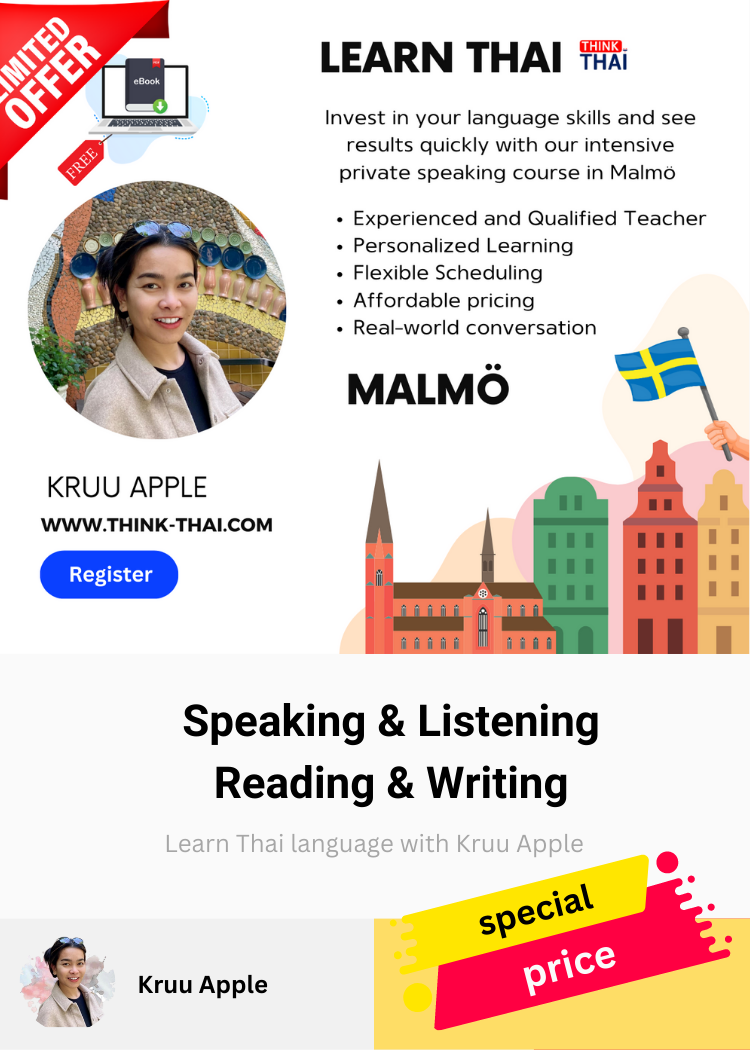 LIMITED
OFFER
eBook
FREE
LEARN THAI
THINK
THAI
Invest in your language skills and see
results quickly with our intensive
private speaking course in Malmö
• Experienced and Qualified Teacher
• Personalized Learning
• Flexible Scheduling
• Affordable pricing
• Real-world conversation
MALMÖ
KRUU APPLE
WWW.THINK-THAI.COM
Register
Speaking & Listening
Reading & Writing
Learn Thai language with Kruu Apple
special
price
Kruu Apple